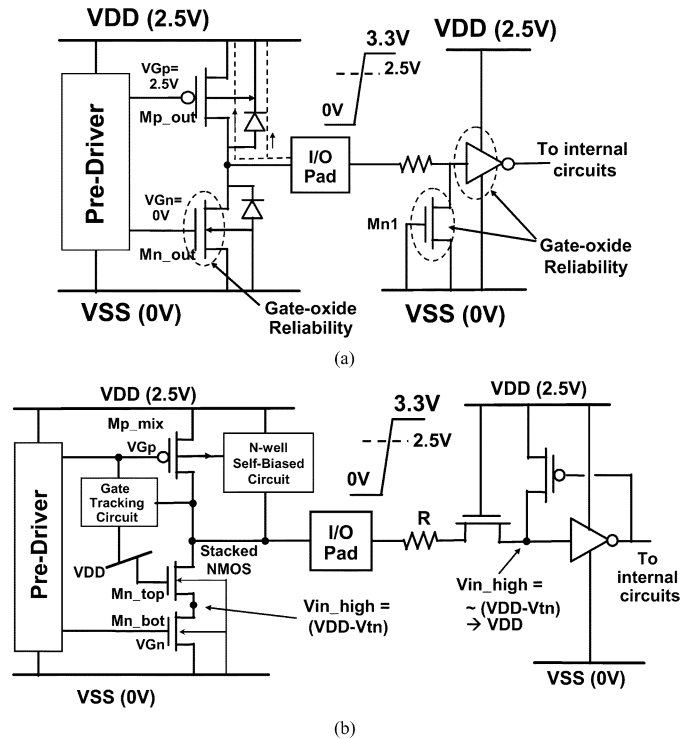 VDD (2.5V)
VDD (2.5V)
3.3V
2.5V
0V
VGp=
2.5V
Mp_out
Pre-Driver
I/O
Pad
To internal
circuits
VGn=
0V
Mn_out
Mn1
Gate-oxide
Reliability
VSS (0V)
Gate-oxide
Reliability
VSS (0V)
(a)
VDD (2.5V)
VDD (2.5V)
3.3V
2.5V
0V
Mp_mix
VGp
N-well
Self-Biased
Circuit
Gate
Tracking
Circuit
Pre-Driver
I/O
Pad
R
VDD
Stacked
NMOS
Mn_top
Mn_bot
VGn
Vin_high =
(VDD-Vtn)
Vin_high =
~ (VDD-Vtn)
→ VDD
To
internal
circuits
VSS (0V)
VSS (0V)
(b)